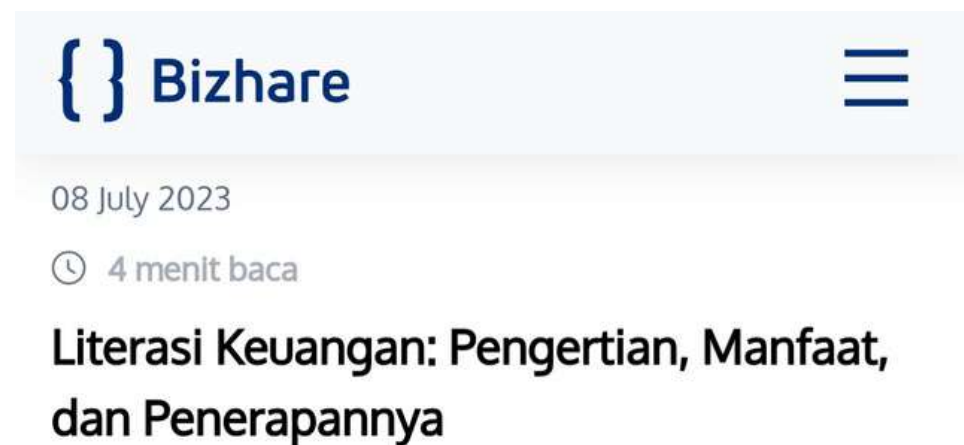 { } Bizhare
08 July 2023
4 menit baca
Literasi Keuangan: Pengertian, Manfaat,
dan Penerapannya